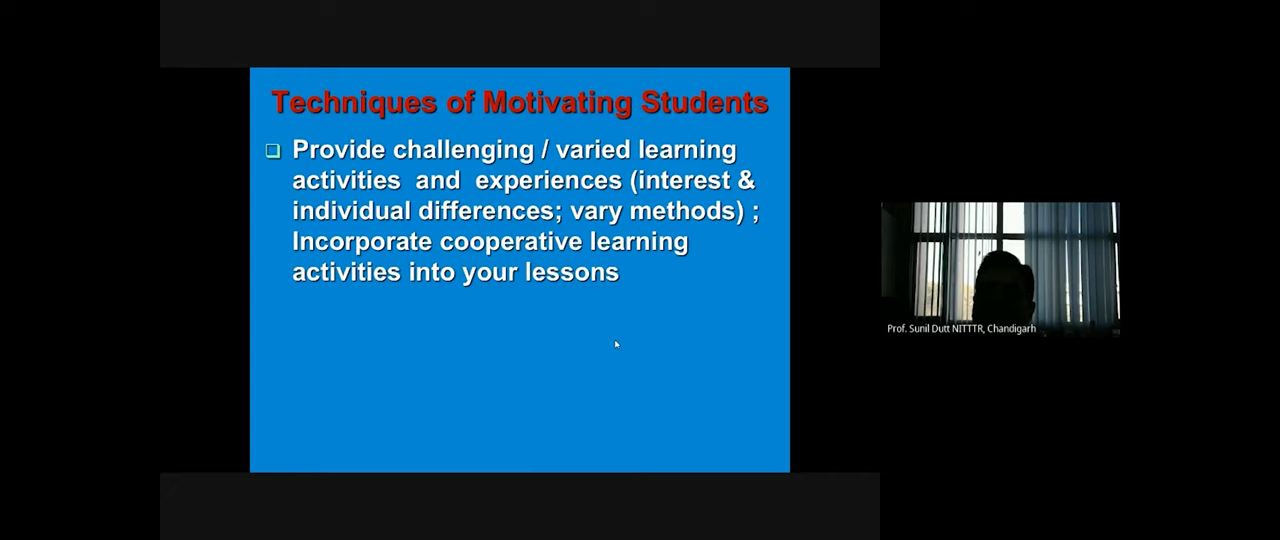 Techniques of Motivating Students
Provide challenging / varied learning
activities and experiences (interest &
individual differences; vary methods) ;
Incorporate cooperative learning
activities into your lessons
Prof. Sunil Dutt NITTTR, Chandigarh